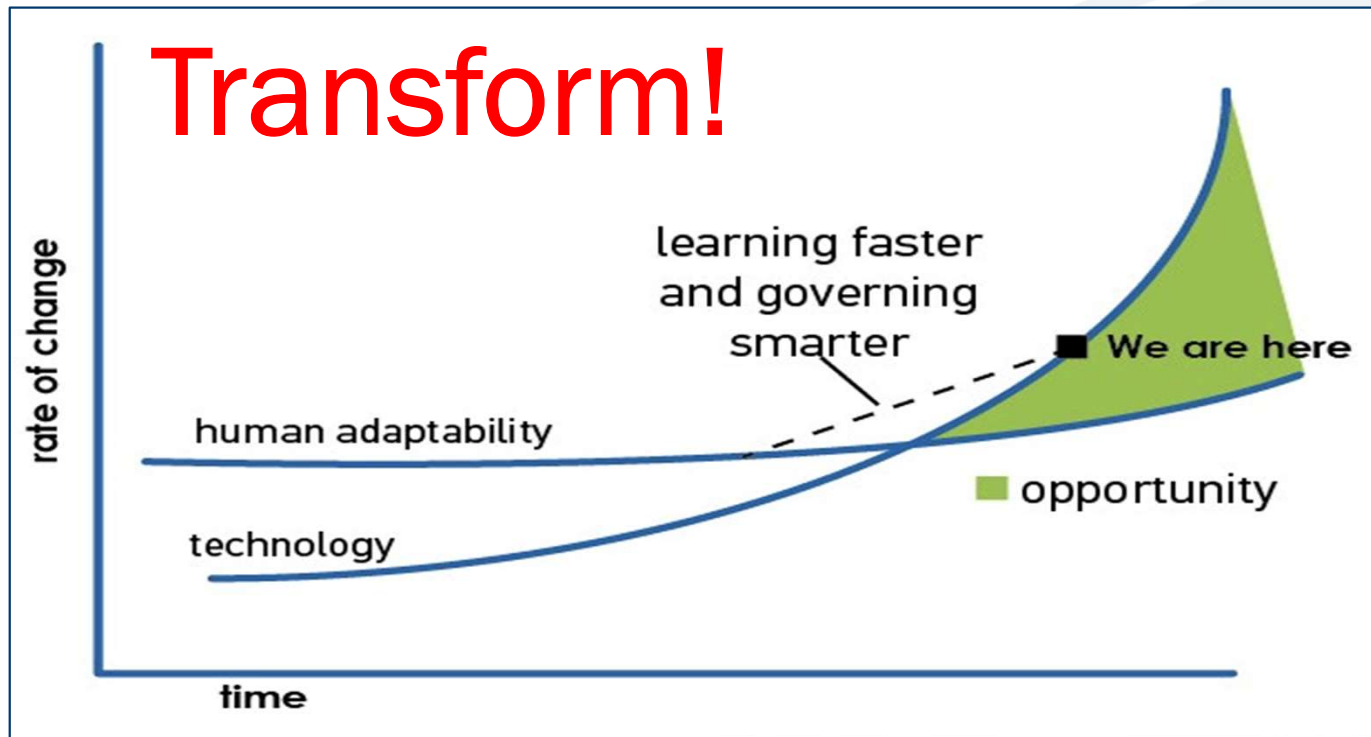 Transform!
learning faster
and governing
smarter
rate of change
We are here
human adaptability
opportunity
technology
time